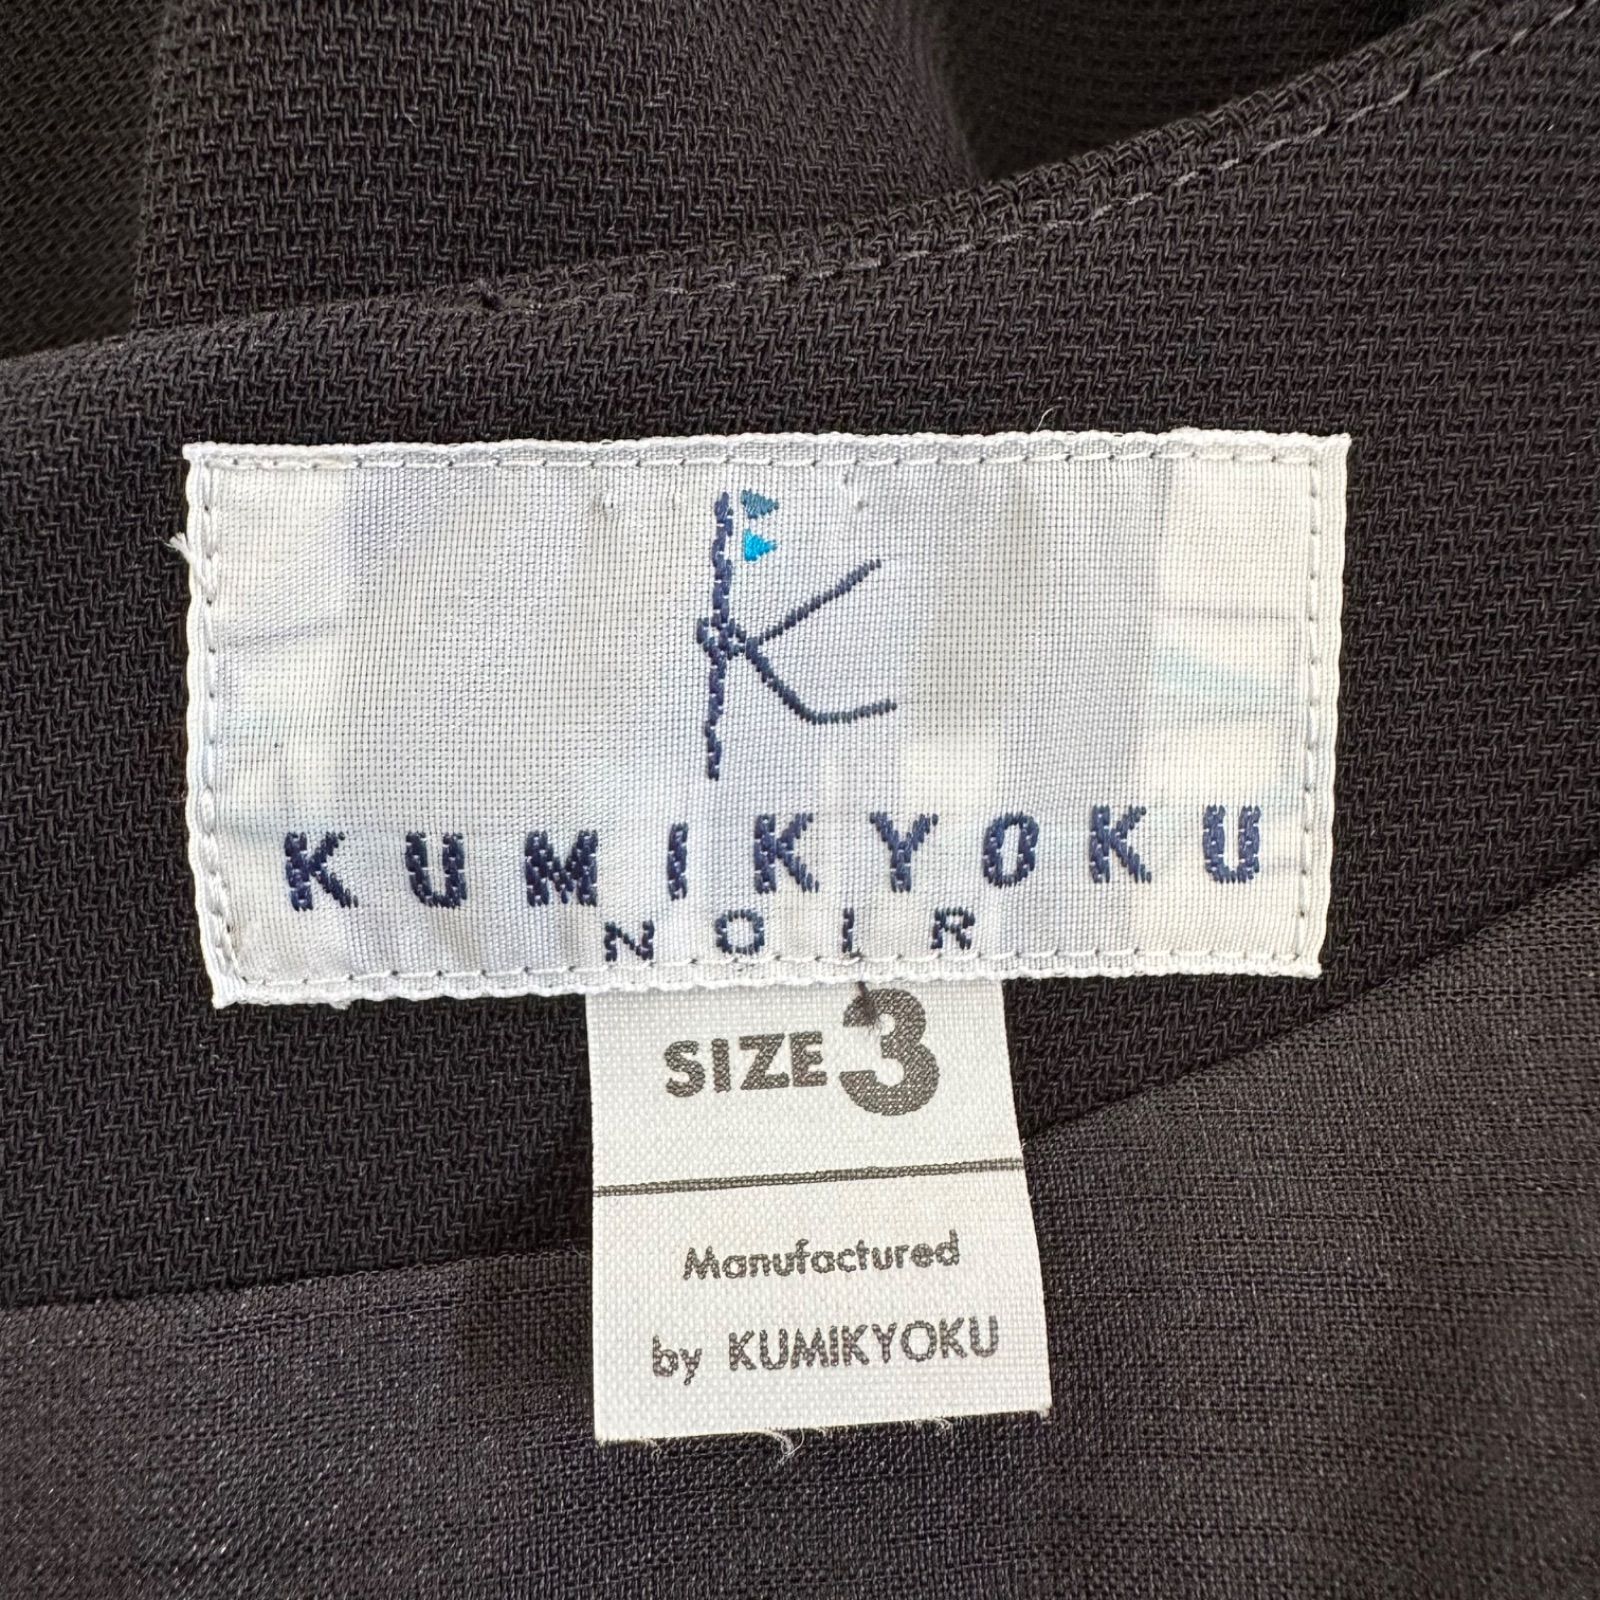 K
KUMIKYOKU
NOIR
SIZE 3
Manufactured
by KUMIKYOKU